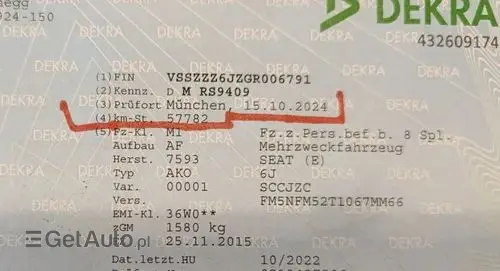 negg
924-150
DEKRA
432609174
(1) FIN VSSZZZ6JZGR006791
(2) Kennz. D M RS9409
(3) Prüfort München, 15.10.2024
(4) km-St. 57782
(5) Fz-Kl. M1 Fz.z.Pers.bef.b. 8 Spl.
Aufbau AF Mehrzweckfahrzeug
Herst. 7593 SEAT (E)
Typ AKO 6J
Var. 00001 SCCJZC
Vers. FM5NFM52T1067MM66
EMI-Kl. 36W0**
zGM 1580 kg
EZ 25.11.2015
Dat.letzt.HU 10/2022
GetAuto.pl